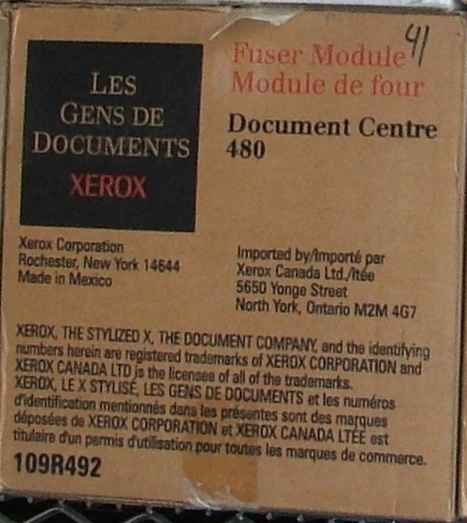 41
Fuser Module
Module de four
LES
GENS DE
DOCUMENTS
XEROX
Document Centre
480
Xerox Corporation
Rochester, New York 14644
Made in Mexico
Imported by/Importé par
Xerox Canada Ltd./ltée
5650 Yonge Street
North York, Ontario M2M 4G7
XEROX, THE STYLIZED X, THE DOCUMENT COMPANY, and the identifying
numbers herein are registered trademarks of XEROX CORPORATION and
XEROX CANADA LTD is the licensee of all of the trademarks.
XEROX, LE X STYLISÉ, LES GENS DE DOCUMENTS et les numéros
d'identification mentionnés dans les présentes sont des marques
déposées de XEROX CORPORATION et XEROX CANADA LTÉE est
titulaire d'un permis d'utilisation pour toutes les marques de commerce.
109R492